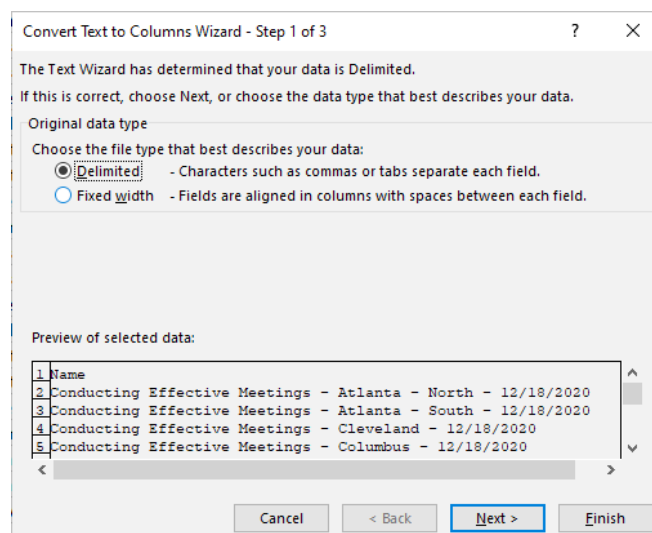 Convert Text to Columns Wizard - Step 1 of 3 ?
The Text Wizard has determined that your data is Delimited.
If this is correct, choose Next, or choose the data type that best describes your data.
Original data type
Choose the file type that best describes your data:
Delimited - Characters such as commas or tabs separate each field.
Fixed width - Fields are aligned in columns with spaces between each field.
Preview of selected data:
1 Name
2 Conducting Effective Meetings - Atlanta - North - 12/18/2020
3 Conducting Effective Meetings - Atlanta - South - 12/18/2020
4 Conducting Effective Meetings - Cleveland - 12/18/2020
5 Conducting Effective Meetings - Columbus - 12/18/2020
Cancel < Back Next > Finish